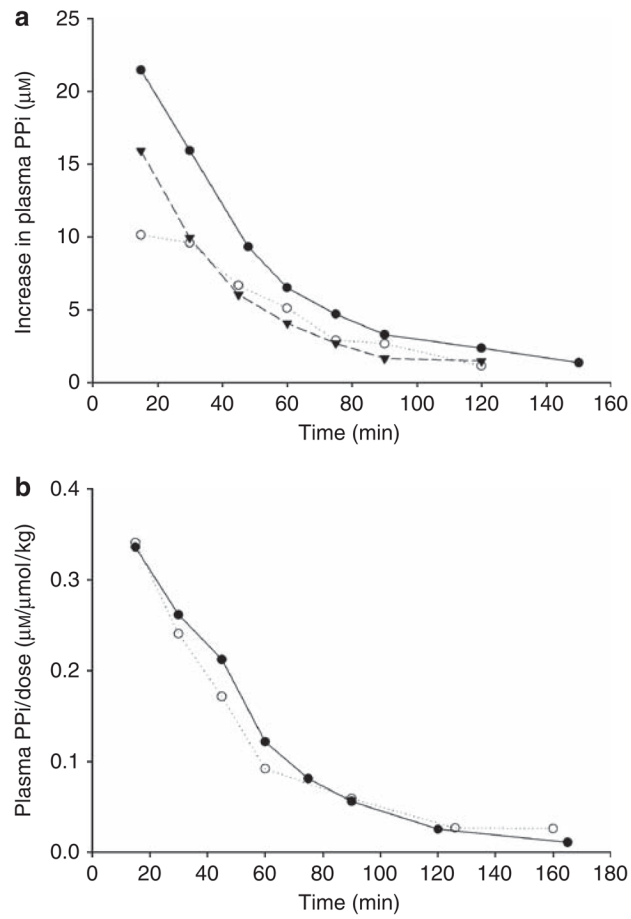 a
25
20
15
10
5
0
Increase in plasma PPi (μM)
0 20 40 60 80 100 120 140 160
Time (min)
b
0.4
0.3
0.2
0.1
0.0
Plasma PPi/dose (μM/μmol/kg)
0 20 40 60 80 100 120 140 160 180
Time (min)